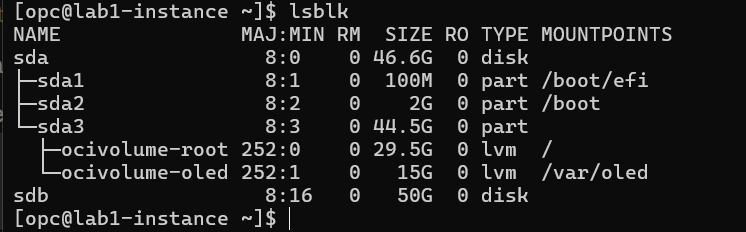 [opc@lab1-instance ~]$ lsblk
NAME                MAJ:MIN RM  SIZE RO TYPE MOUNTPOINTS
sda                   8:0    0 46.6G  0 disk
├─sda1                8:1    0  100M  0 part /boot/efi
├─sda2                8:2    0    2G  0 part /boot
└─sda3                8:3    0 44.5G  0 part
  ├─ocivolume-root 252:0    0 29.5G  0 lvm  /
  └─ocivolume-oled 252:1    0   15G  0 lvm  /var/oled
sdb                   8:16   0   50G  0 disk
[opc@lab1-instance ~]$